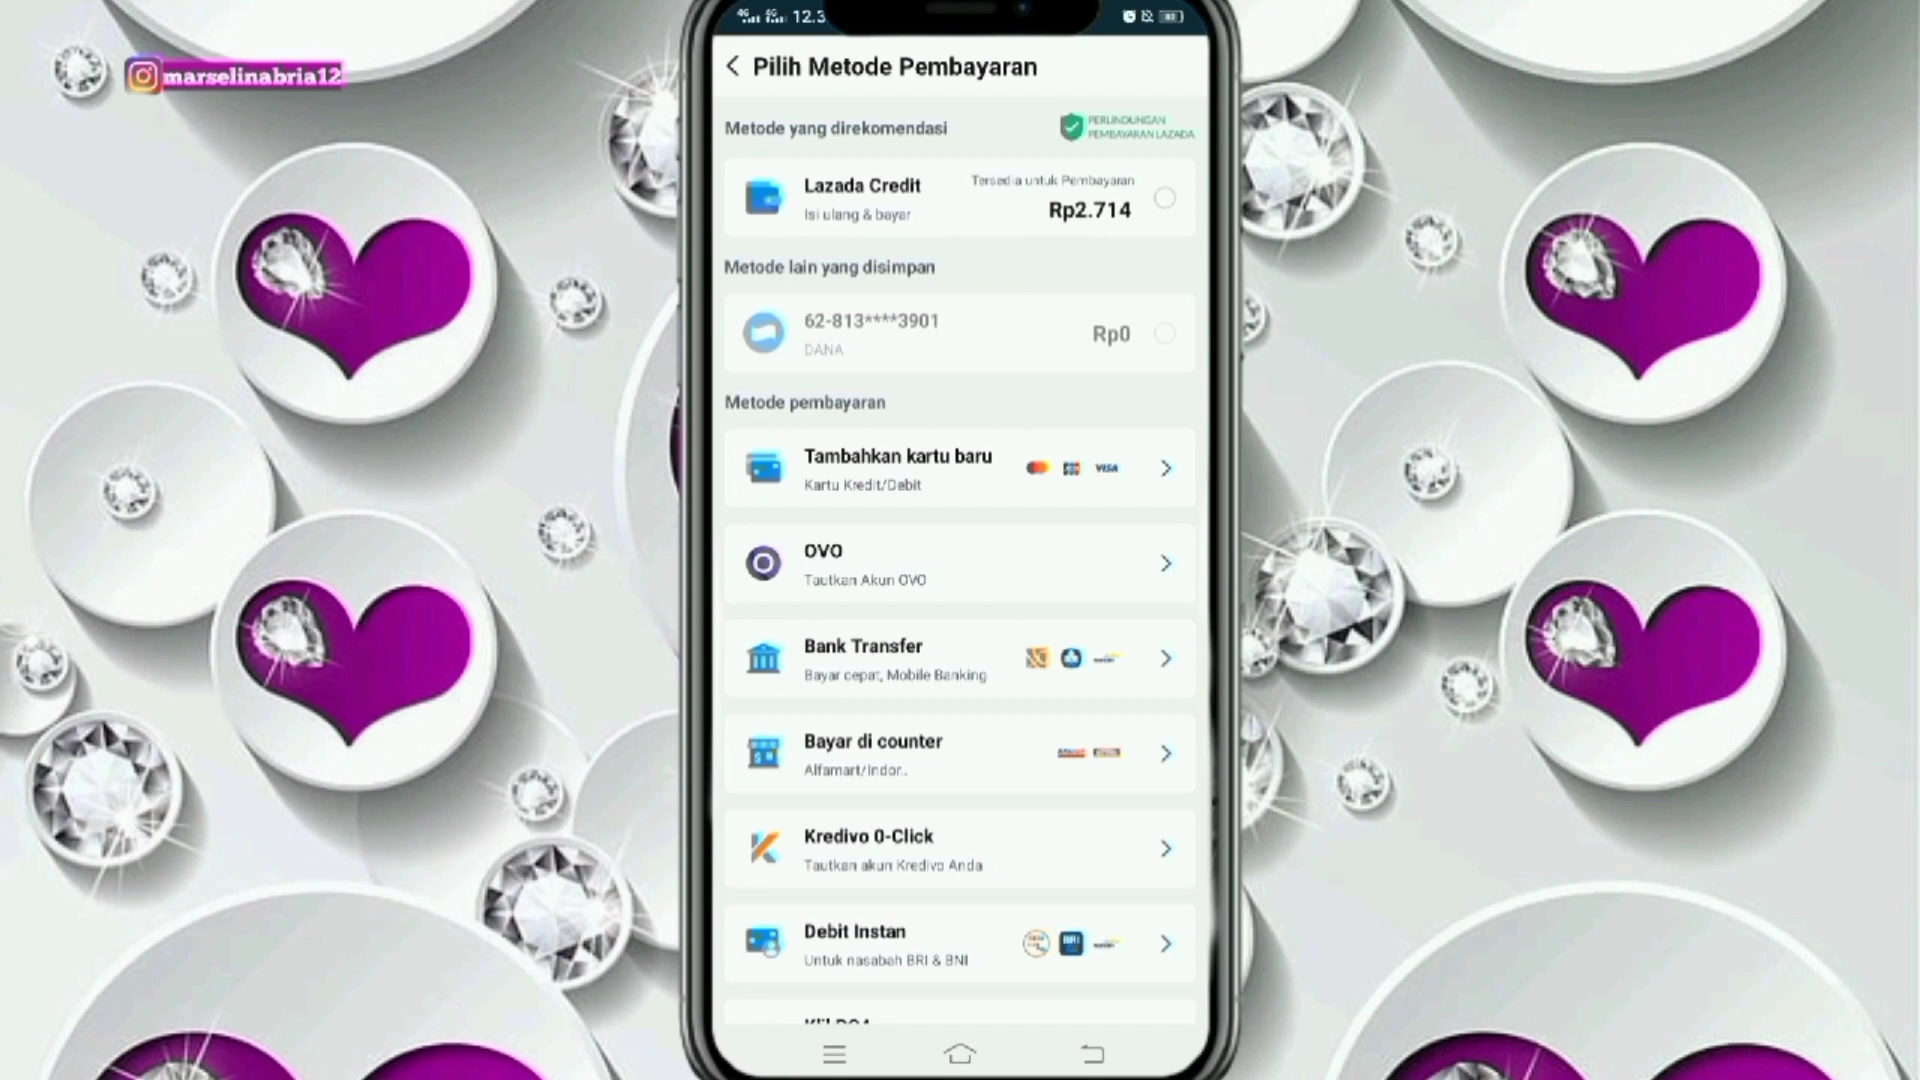 marselinabria12
12.3
Pilih Metode Pembayaran
Metode yang direkomendasi
PERLINDUNGAN
PEMBAYARAN LAZADA
Lazada Credit
Tersedia untuk Pembayaran
Isi ulang & bayar
Rp2.714
Metode lain yang disimpan
62-813****3901
Rp0
DANA
Metode pembayaran
Tambahkan kartu baru
VISA
Kartu Kredit/Debit
OVO
Tautkan Akun OVO
Bank Transfer
Bayar cepat, Mobile Banking
Bayar di counter
Alfamart/Indor..
Kredivo 0-Click
Tautkan akun Kredivo Anda
Debit Instan
BRI
Untuk nasabah BRI & BNI